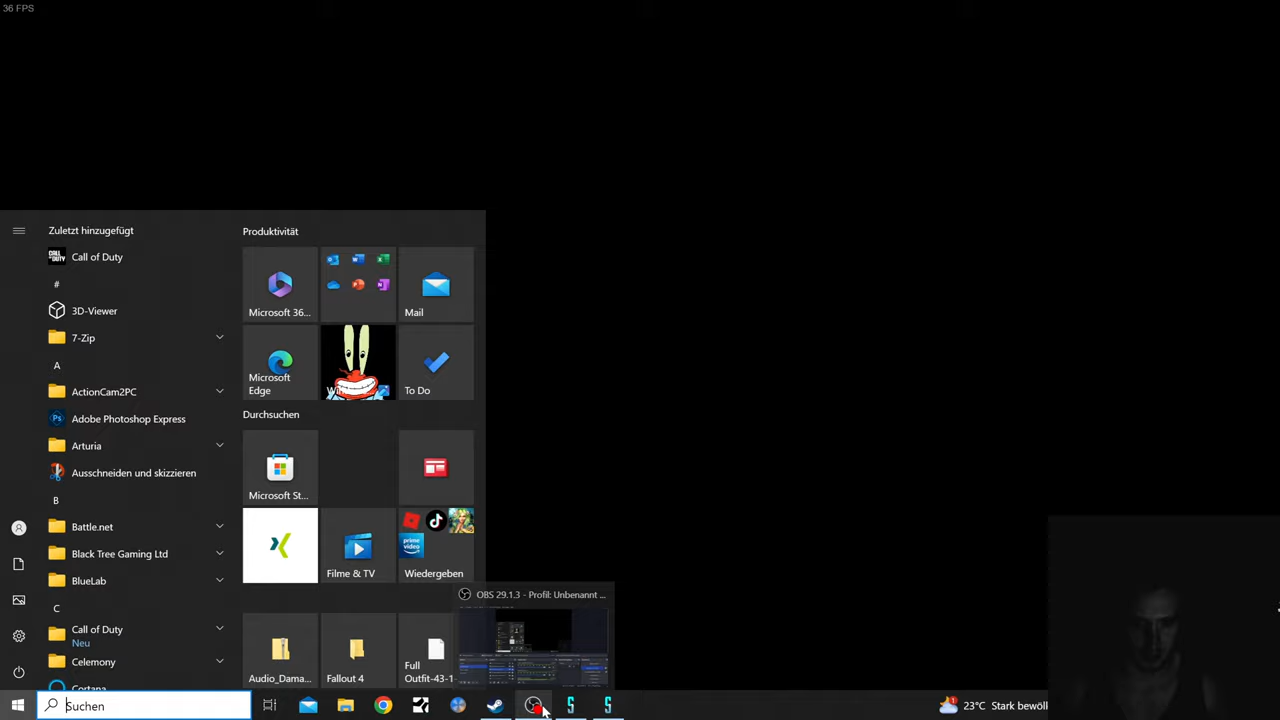 36 FPS
Zuletzt hinzugefügt
Call of Duty
#
3D-Viewer
7-Zip
A
ActionCam2PC
Adobe Photoshop Express
Arturia
Ausschneiden und skizzieren
B
Battle.net
Black Tree Gaming Ltd
BlueLab
C
Call of Duty
Neu
Celemony
Cortana
Produktivität
Microsoft 36...
Mail
Microsoft
Edge
To Do
Durchsuchen
Microsoft St...
Filme & TV
prime
video
Wiedergeben
Audio_Dama...
Fallout 4
Full
Outfit-43-1
OBS 29.1.3 - Profil: Unbenannt ...
Suchen
23°C Stark bewöl